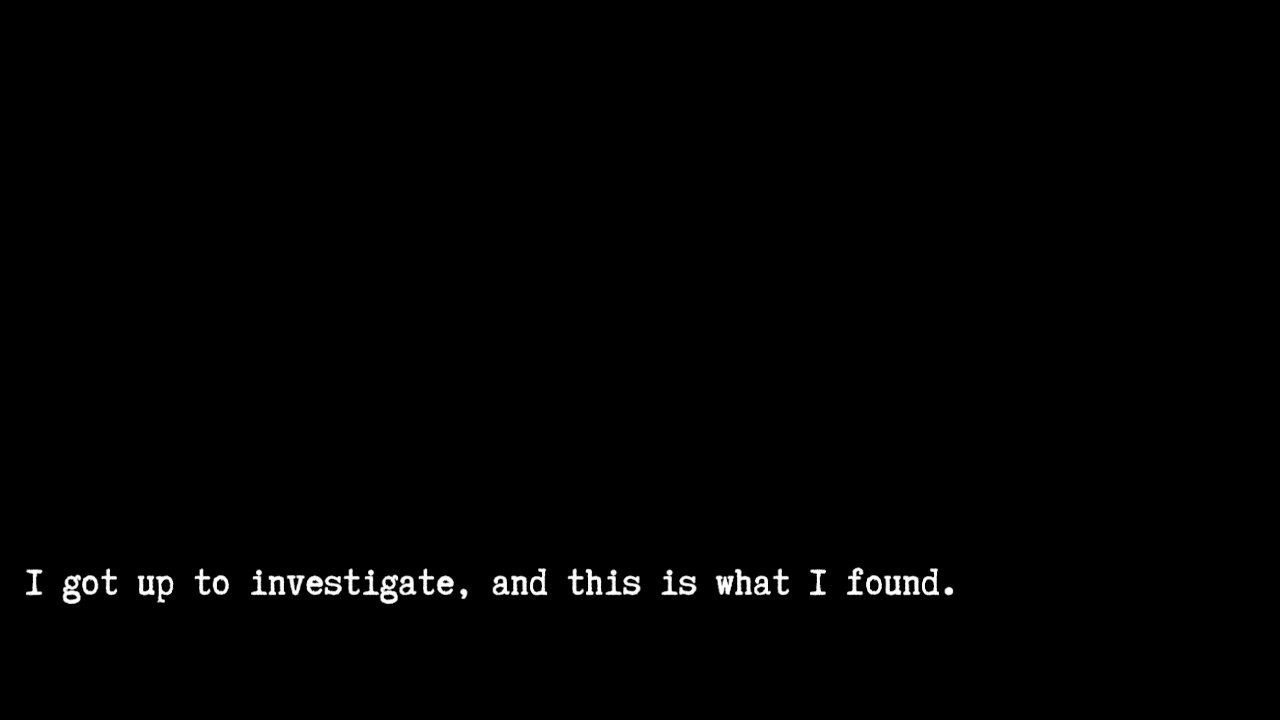 I got up to investigate, and this is what I found.